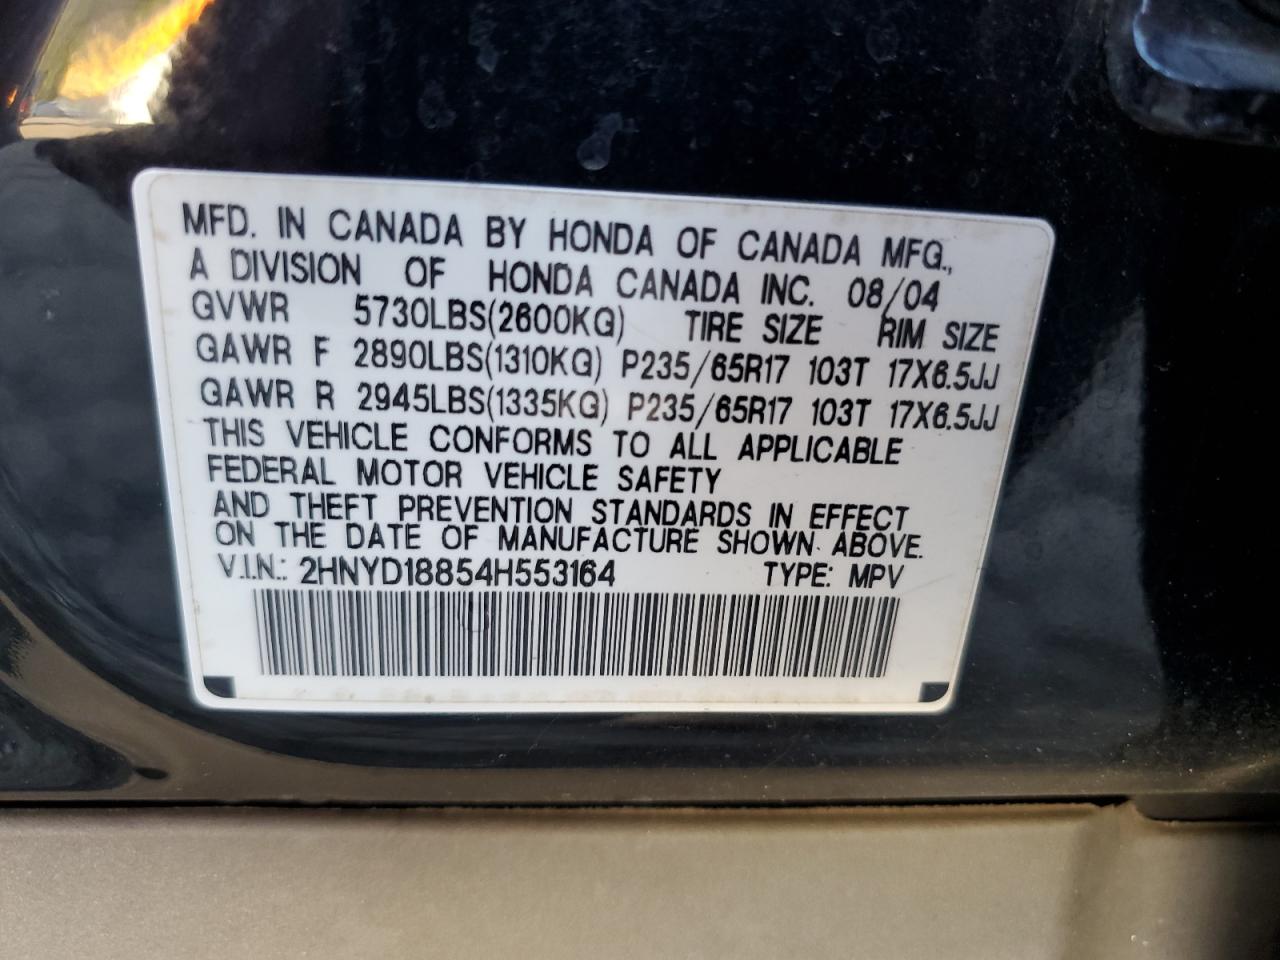 MFD. IN CANADA BY HONDA OF CANADA MFG.,
A DIVISION OF HONDA CANADA INC. 08/04
GVWR 5730LBS(2600KG) TIRE SIZE RIM SIZE
GAWR F 2890LBS(1310KG) P235/65R17 103T 17X6.5JJ
GAWR R 2945LBS(1335KG) P235/65R17 103T 17X6.5JJ
THIS VEHICLE CONFORMS TO ALL APPLICABLE
FEDERAL MOTOR VEHICLE SAFETY
AND THEFT PREVENTION STANDARDS IN EFFECT
ON THE DATE OF MANUFACTURE SHOWN ABOVE.
V.I.N.: 2HNYD18854H553164 TYPE: MPV